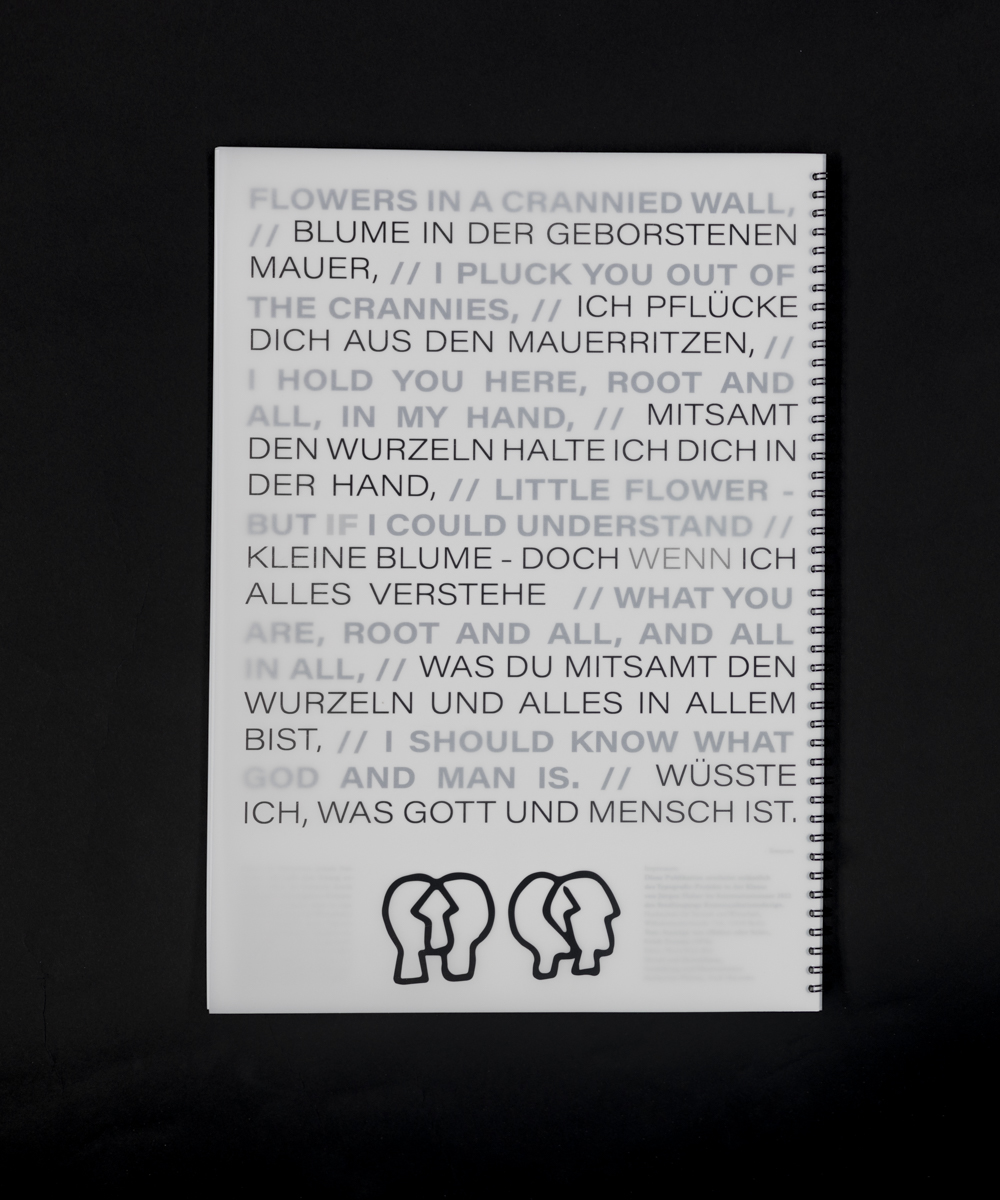 FLOWERS IN A CRANNIED WALL,
// BLUME IN DER GEBORSTENEN
MAUER, // I PLUCK YOU OUT OF
THE CRANNIES, // ICH PFLÜCKE
DICH AUS DEN MAUERRITZEN, //
I HOLD YOU HERE, ROOT AND
ALL, IN MY HAND, // MITSAMT
DEN WURZELN HALTE ICH DICH IN
DER HAND, // LITTLE FLOWER -
BUT IF I COULD UNDERSTAND //
KLEINE BLUME - DOCH WENN ICH
ALLES VERSTEHE // WHAT YOU
ARE, ROOT AND ALL, AND ALL
IN ALL, // WAS DU MITSAMT DEN
WURZELN UND ALLES IN ALLEM
BIST, // I SHOULD KNOW WHAT
GOD AND MAN IS. // WÜSSTE
ICH, WAS GOTT UND MENSCH IST.